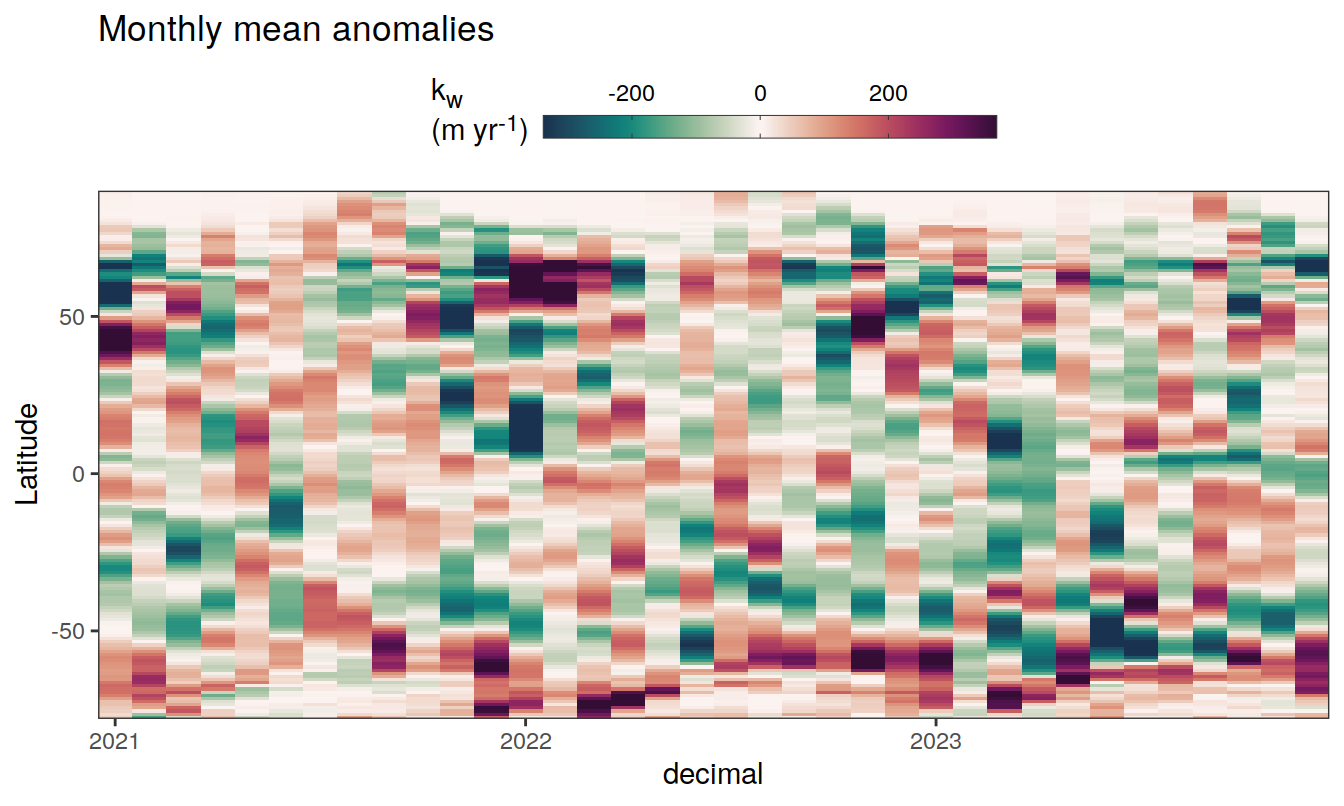 Monthly mean anomalies
kw
(m yr-1)
-200 0 200
Latitude
50
0
-50
2021 2022 2023
decimal